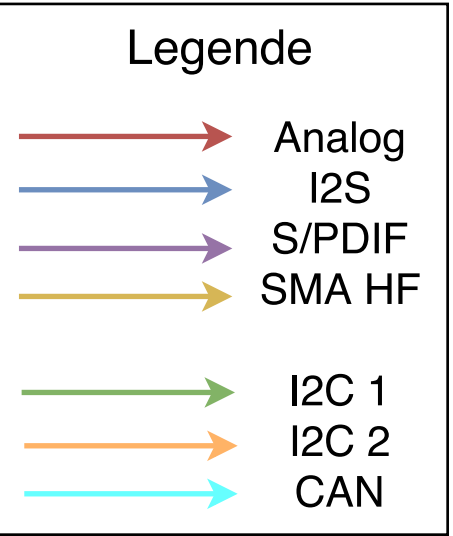 Legende
Analog
I2S
S/PDIF
SMA HF
I2C 1
I2C 2
CAN